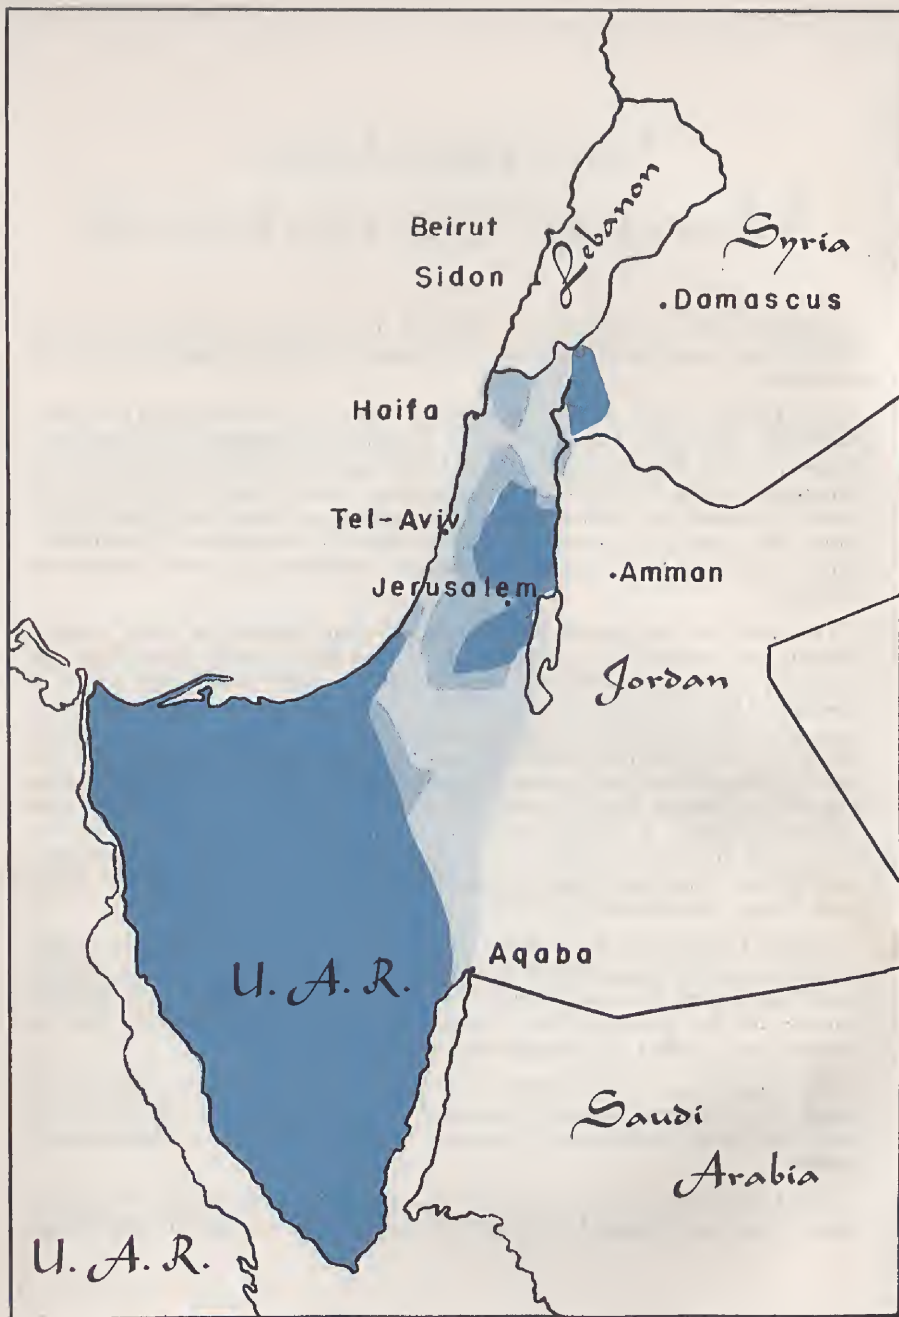 Beirut
Lebanon
Sidon
Syria
.Damascus
Haifa
Tel-Aviv
.Amman
Jerusalem
Jordan
Aqaba
U. A. R.
Saudi
Arabia
U. A. R.